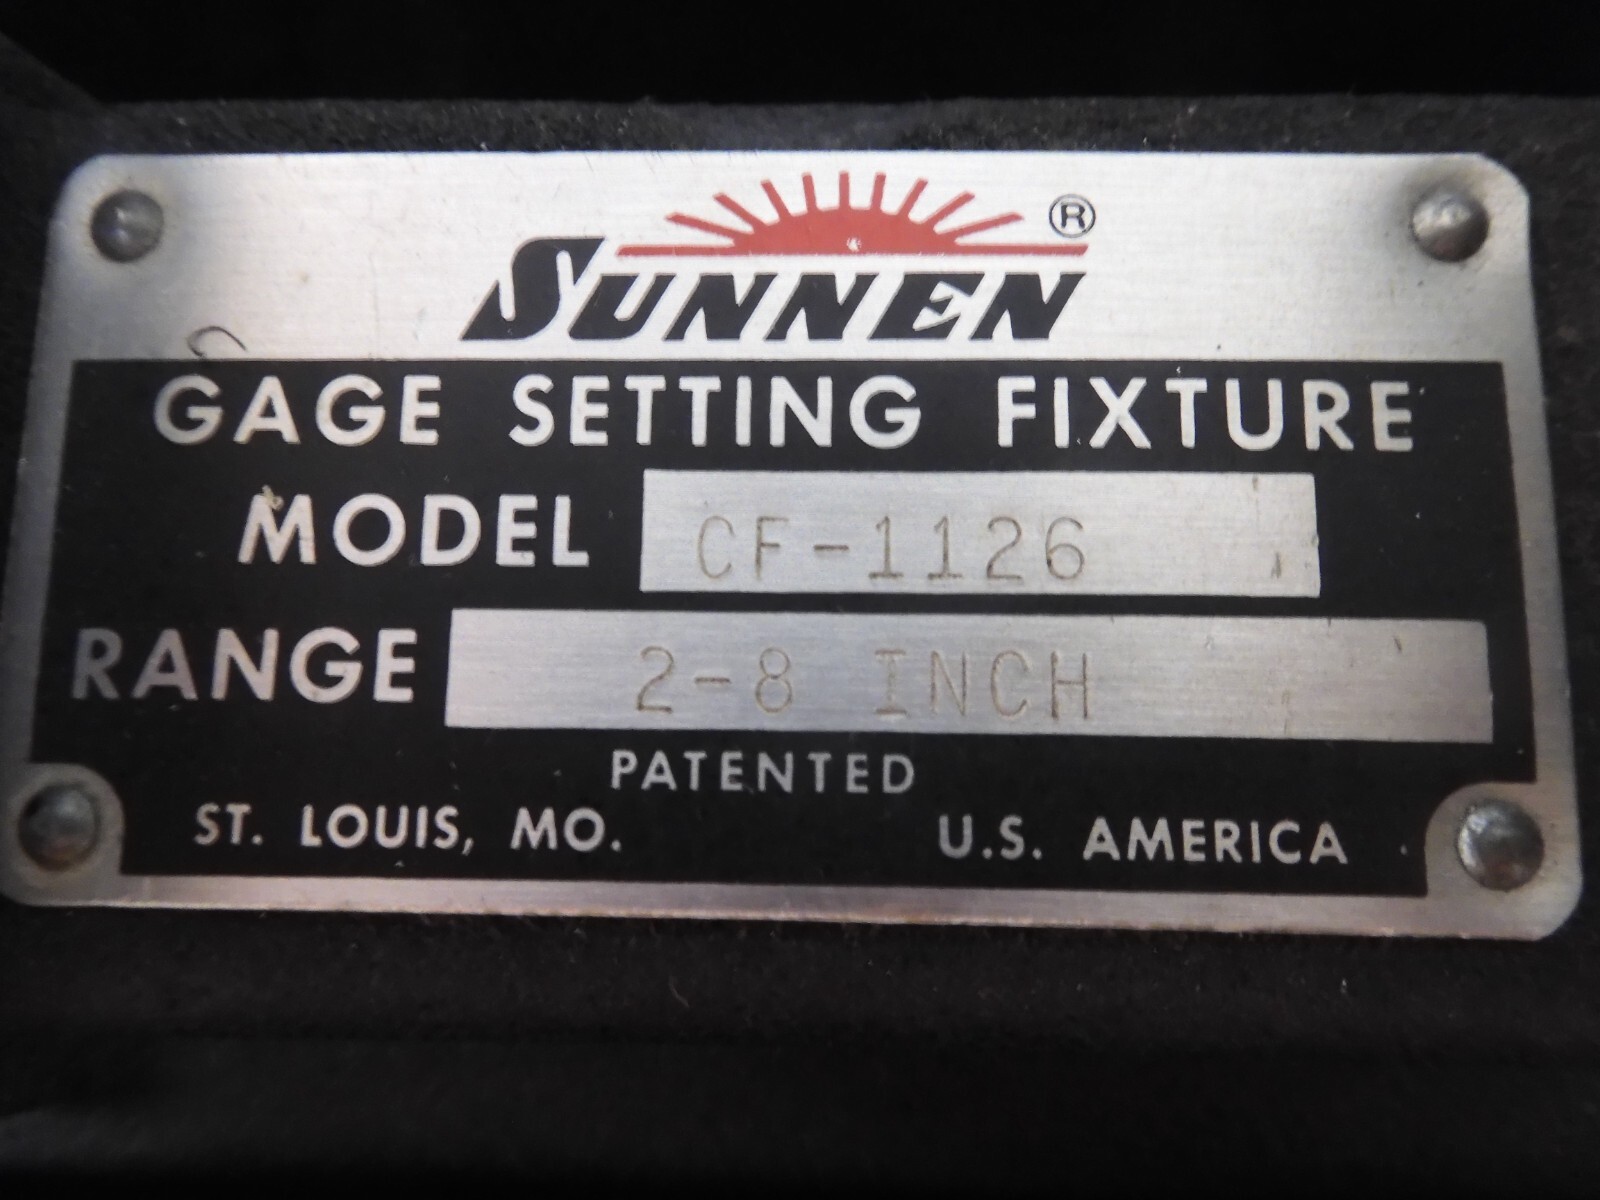 SUNNEN ®
GAGE SETTING FIXTURE
MODEL CF-1126
RANGE 2-8 INCH
PATENTED
ST. LOUIS, MO. U.S. AMERICA